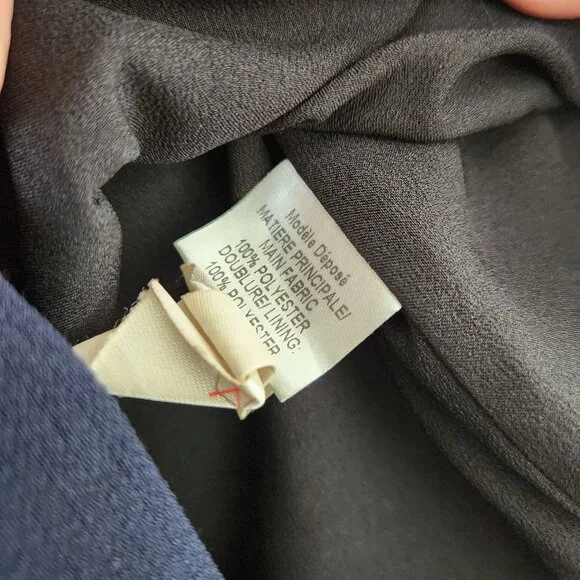 Modèle Déposé
MATIERE PRINCIPALE/
MAIN FABRIC
100% POLYESTER
DOUBLURE/ LINING:
100% POLYESTER